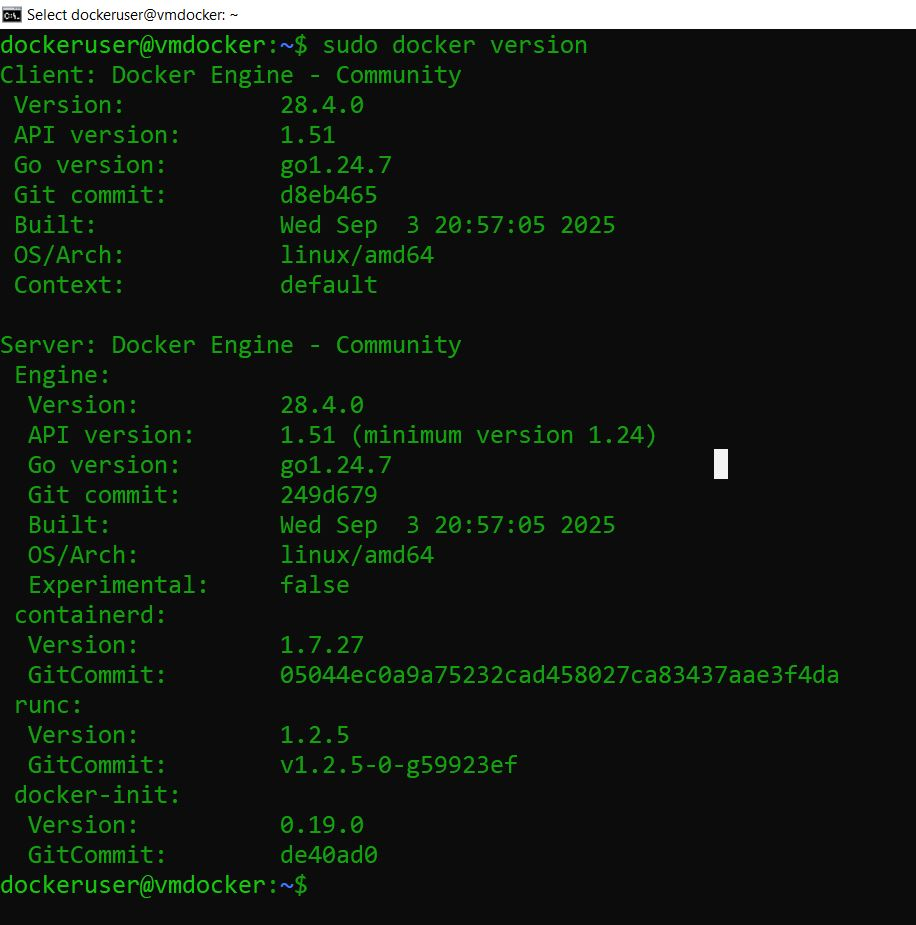 Select dockeruser@vmdocker: ~
dockeruser@vmdocker:~$ sudo docker version
Client: Docker Engine - Community
 Version:           28.4.0
 API version:       1.51
 Go version:        go1.24.7
 Git commit:        d8eb465
 Built:             Wed Sep  3 20:57:05 2025
 OS/Arch:           linux/amd64
 Context:           default

Server: Docker Engine - Community
 Engine:
  Version:          28.4.0
  API version:      1.51 (minimum version 1.24)
  Go version:       go1.24.7
  Git commit:       249d679
  Built:            Wed Sep  3 20:57:05 2025
  OS/Arch:          linux/amd64
  Experimental:     false
 containerd:
  Version:          1.7.27
  GitCommit:        05044ec0a9a75232cad458027ca83437aae3f4da
 runc:
  Version:          1.2.5
  GitCommit:        v1.2.5-0-g59923ef
 docker-init:
  Version:          0.19.0
  GitCommit:        de40ad0
dockeruser@vmdocker:~$